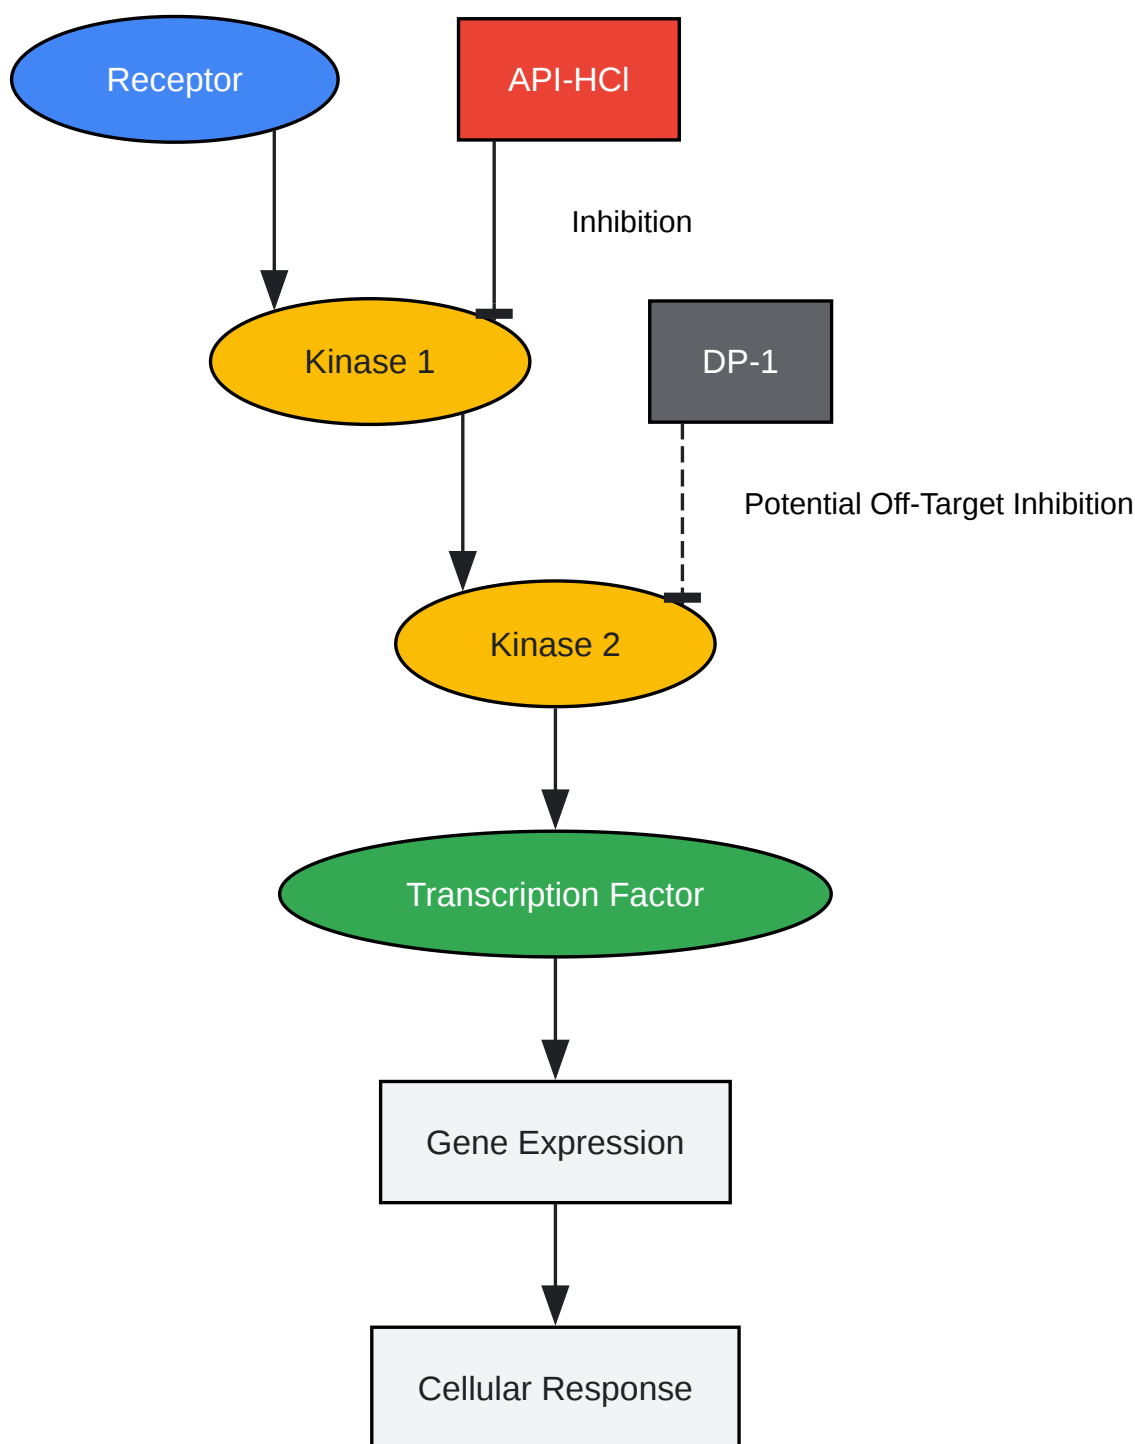 Receptor
API-HCl
Inhibition
Kinase 1
DP-1
Potential Off-Target Inhibition
Kinase 2
Transcription Factor
Gene Expression
Cellular Response